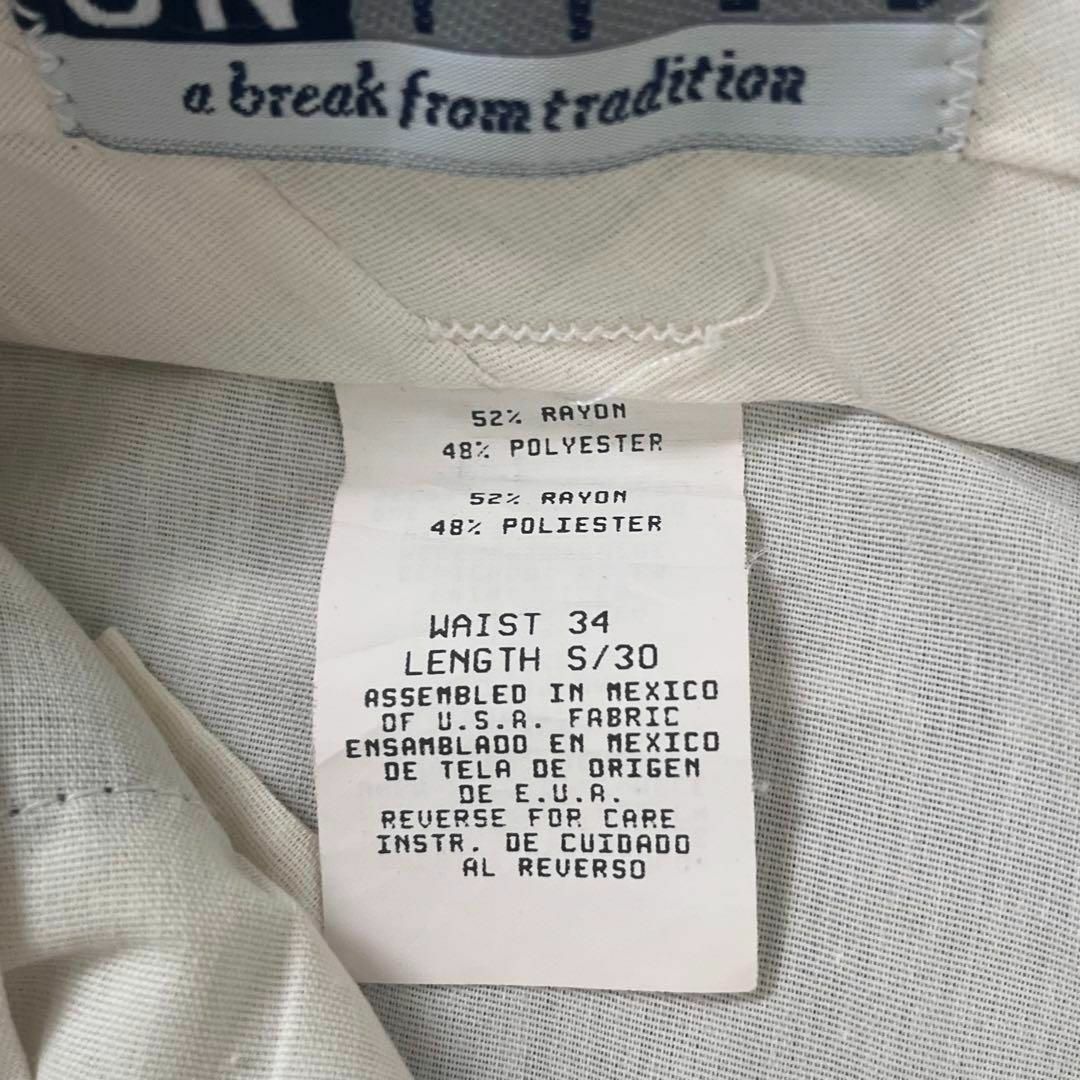 a break from tradition
52% RAYON
48% POLYESTER
52% RAYON
48% POLIESTER
WAIST 34
LENGTH S/30
ASSEMBLED IN MEXICO
OF U.S.A. FABRIC
ENSAMBLADO EN MEXICO
DE TELA DE ORIGEN
DE E.U.A.
REVERSE FOR CARE
INSTR. DE CUIDADO
AL REVERSO